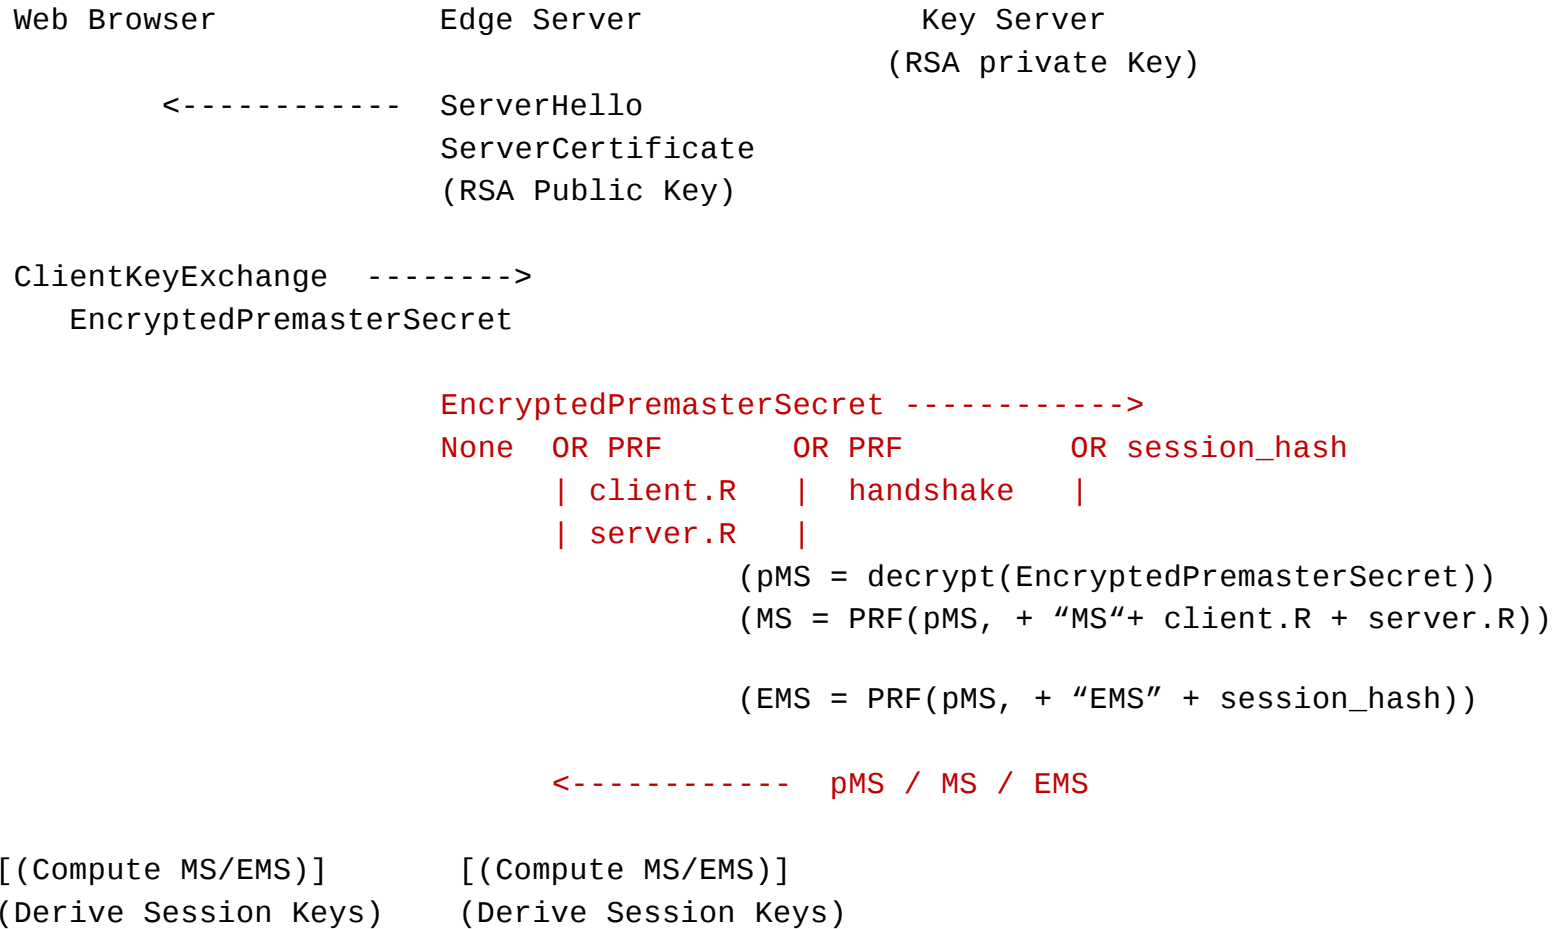 Web Browser Edge Server Key Server
(RSA private Key)
<------------ ServerHello
ServerCertificate
(RSA Public Key)
ClientKeyExchange -------->
EncryptedPremasterSecret
EncryptedPremasterSecret ------------>
None OR PRF OR PRF OR session_hash
| client.R | handshake |
| server.R |
(pMS = decrypt(EncryptedPremasterSecret))
(MS = PRF(pMS, + “MS“+ client.R + server.R))
(EMS = PRF(pMS, + “EMS” + session_hash))
<------------ pMS / MS / EMS
[(Compute MS/EMS)] [(Compute MS/EMS)]
(Derive Session Keys) (Derive Session Keys)